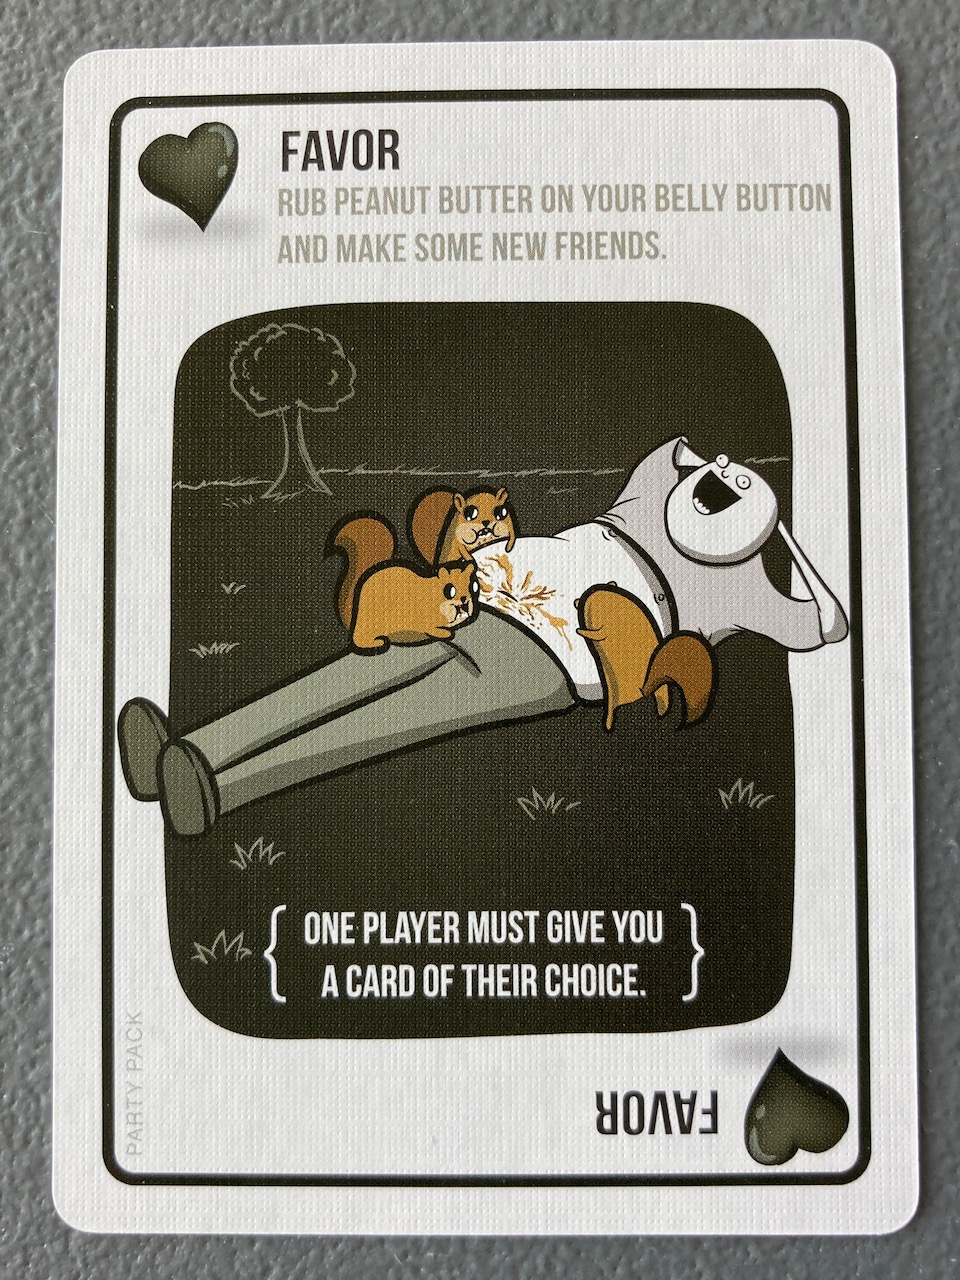 FAVOR
RUB PEANUT BUTTER ON YOUR BELLY BUTTON
AND MAKE SOME NEW FRIENDS.
{ ONE PLAYER MUST GIVE YOU
A CARD OF THEIR CHOICE. }
PARTY PACK
FAVOR